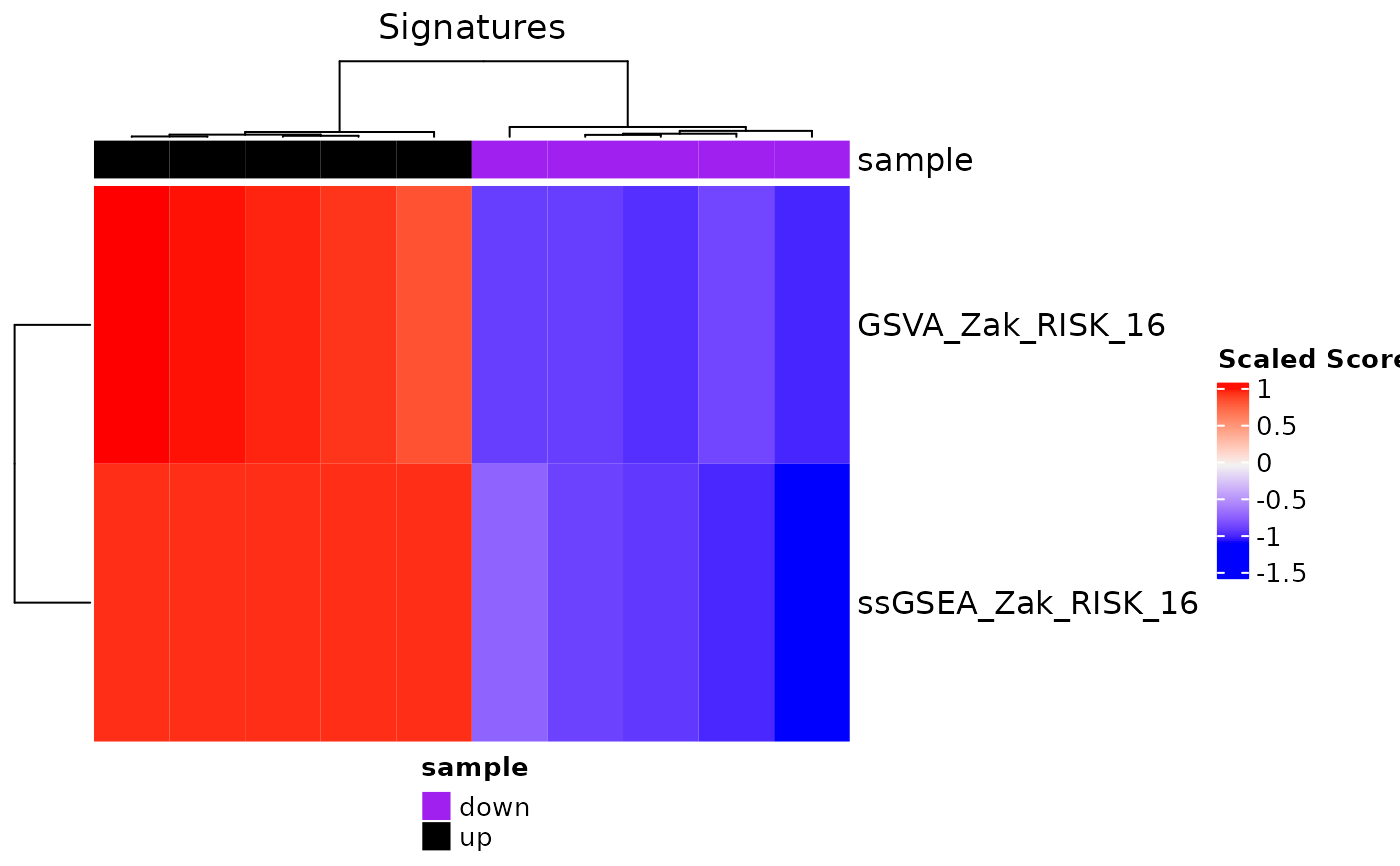 Signatures
sample
GSVA_Zak_RISK_16
ssGSEA_Zak_RISK_16
Scaled Score
1
0.5
0
-0.5
-1
-1.5
sample
down
up